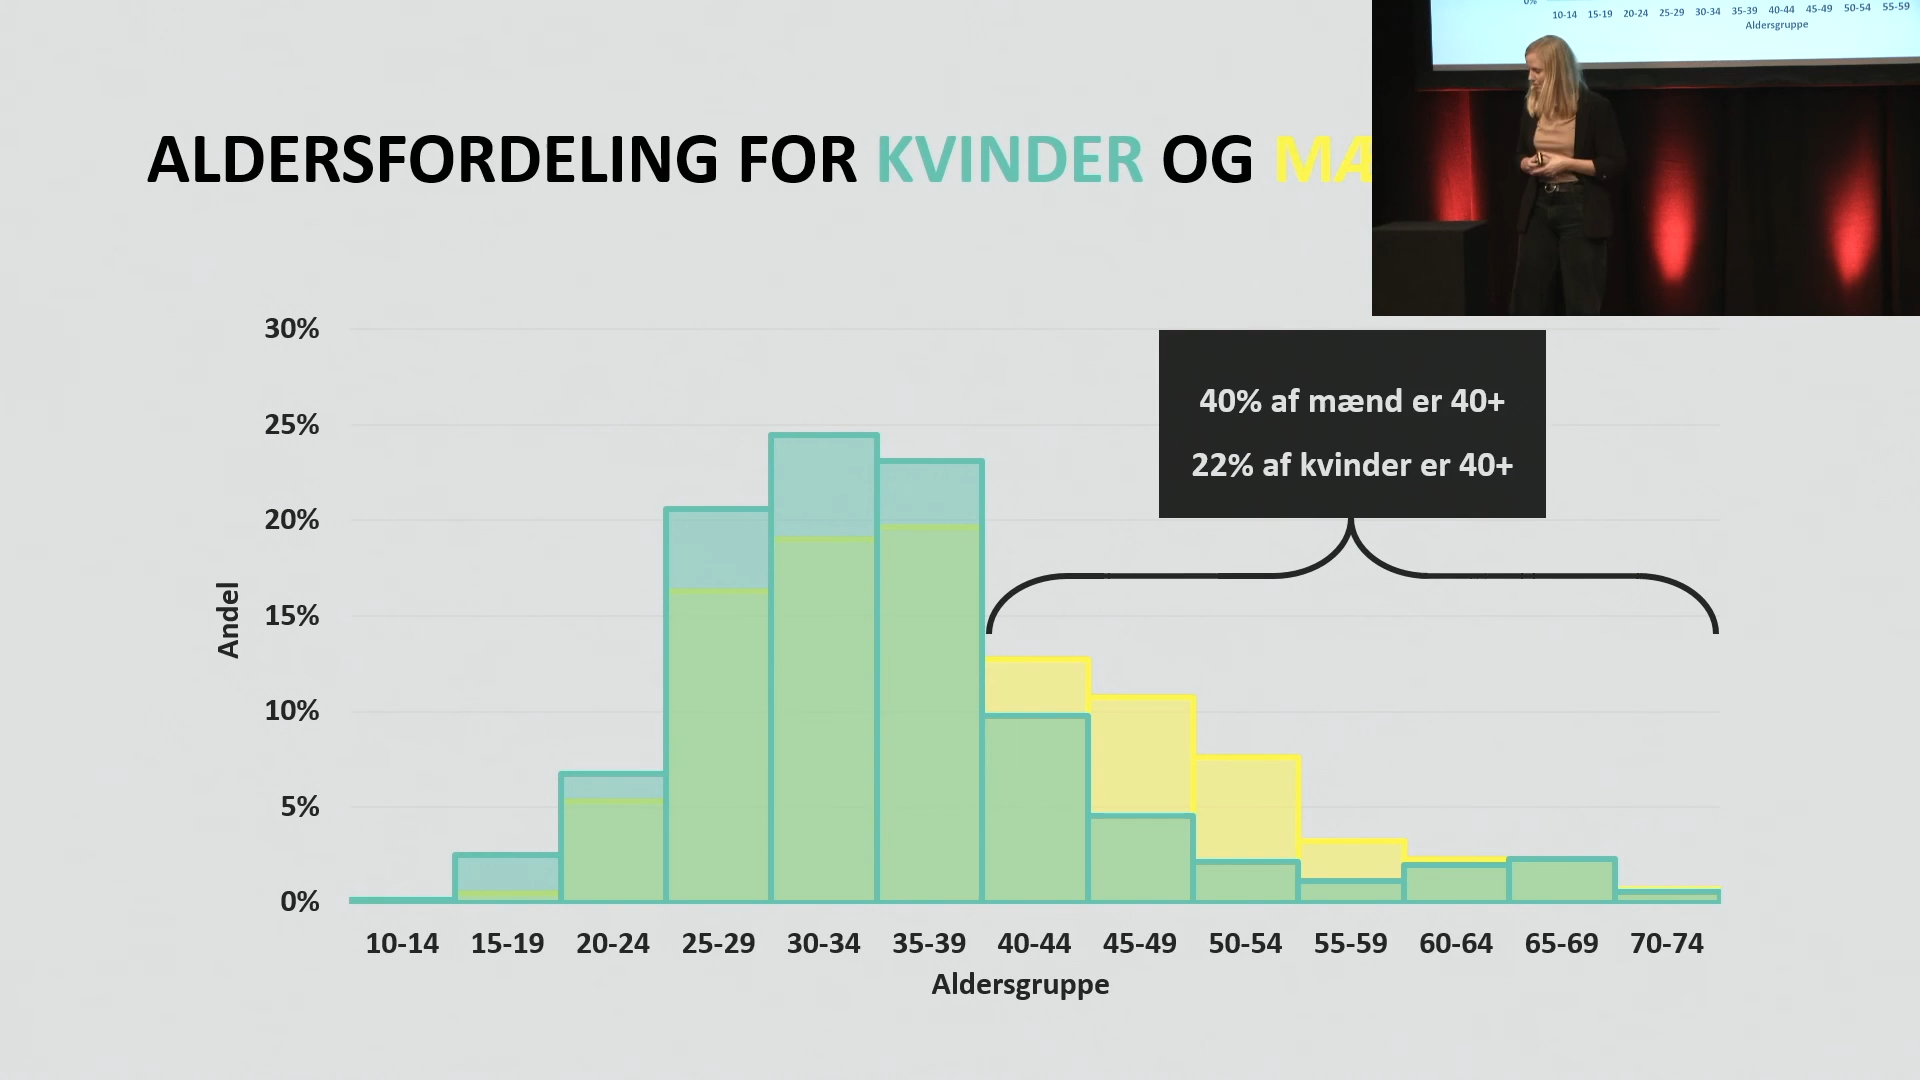 ALDERSFORDELING FOR KVINDER OG MÆ
0%
10-14 15-19 20-24 25-29 30-34 35-39 40-44 45-49 50-54 55-59
Aldersgruppe
40% af mænd er 40+
22% af kvinder er 40+
30%
25%
20%
15%
10%
5%
0%
Andel
10-14 15-19 20-24 25-29 30-34 35-39 40-44 45-49 50-54 55-59 60-64 65-69 70-74
Aldersgruppe